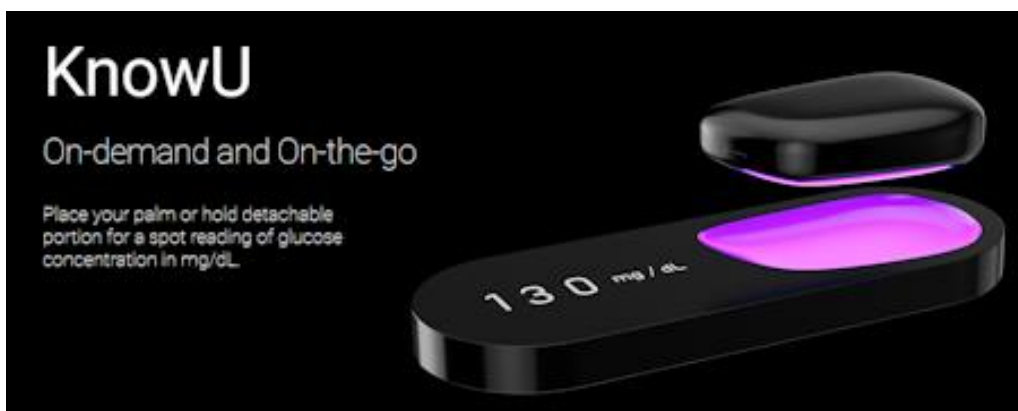 KnowU
On-demand and On-the-go
Place your palm or hold detachable
portion for a spot reading of glucose
concentration in mg/dL.
130 mg / dL